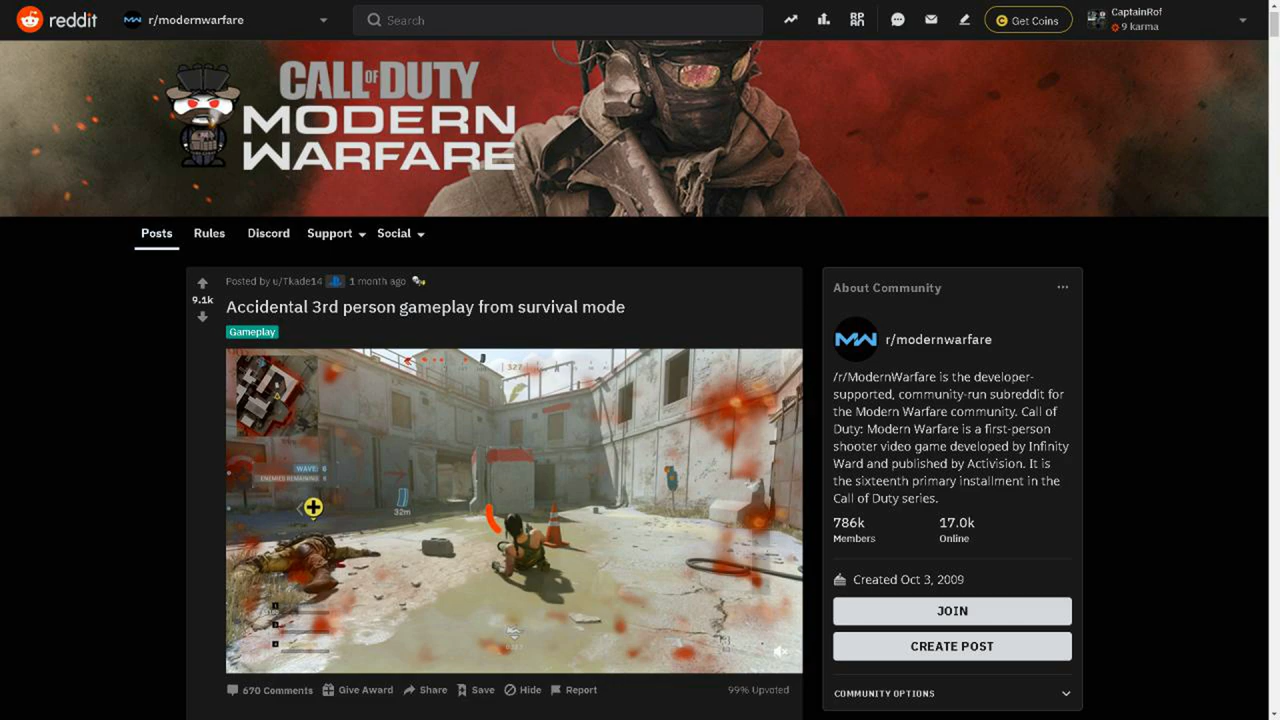 reddit
r/modernwarfare
Search
Get Coins
CaptainRof
9 karma
CALL OF DUTY
MODERN
WARFARE
Posts Rules Discord Support Social
Posted by u/Tkade14 1 month ago
9.1k
Accidental 3rd person gameplay from survival mode
Gameplay
327
WAVE: 6
ENEMIES REMAINING: 8
32m
670 Comments Give Award Share Save Hide Report
99% Upvoted
About Community
MW
r/modernwarfare
/r/ModernWarfare is the developer-
supported, community-run subreddit for
the Modern Warfare community. Call of
Duty: Modern Warfare is a first-person
shooter video game developed by Infinity
Ward and published by Activision. It is
the sixteenth primary installment in the
Call of Duty series.
786k 17.0k
Members Online
Created Oct 3, 2009
JOIN
CREATE POST
COMMUNITY OPTIONS